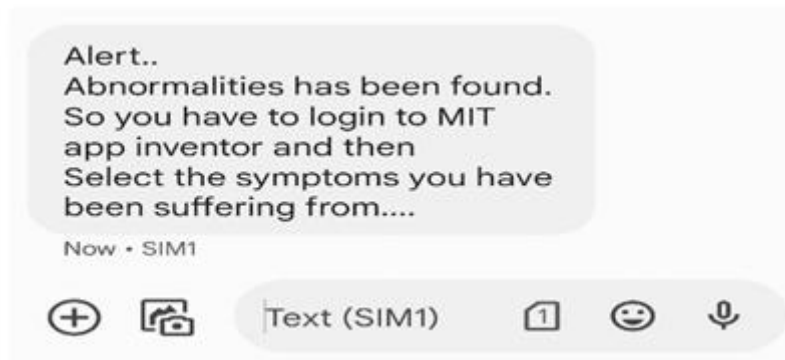 Alert..
Abnormalities has been found.
So you have to login to MIT
app inventor and then
Select the symptoms you have
been suffering from....
Now • SIM1
Text (SIM1)
1